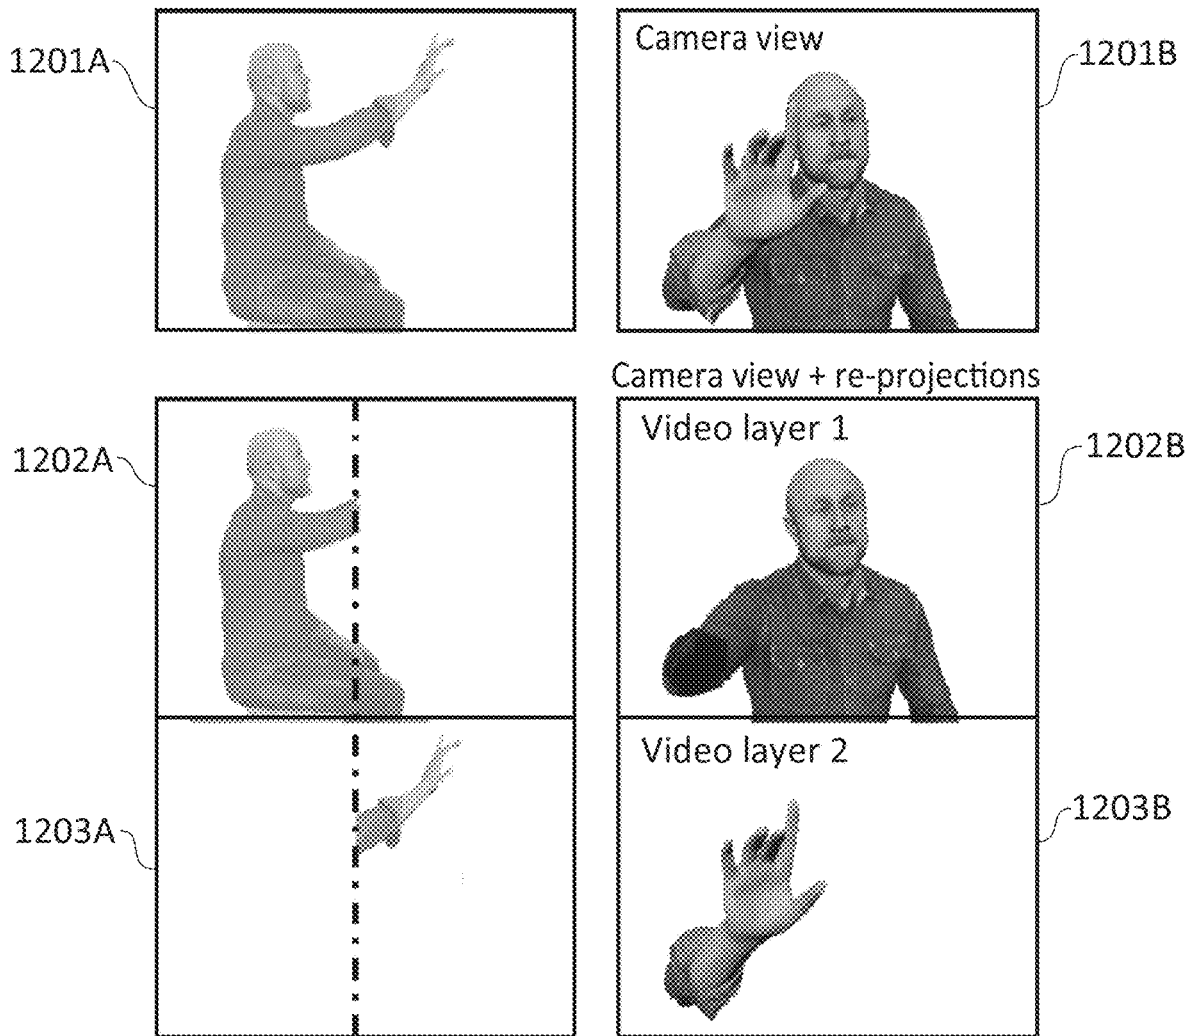 1201A
Camera view
1201B
Camera view + re-projections
1202A
Video layer 1
1202B
1203A
Video layer 2
1203B